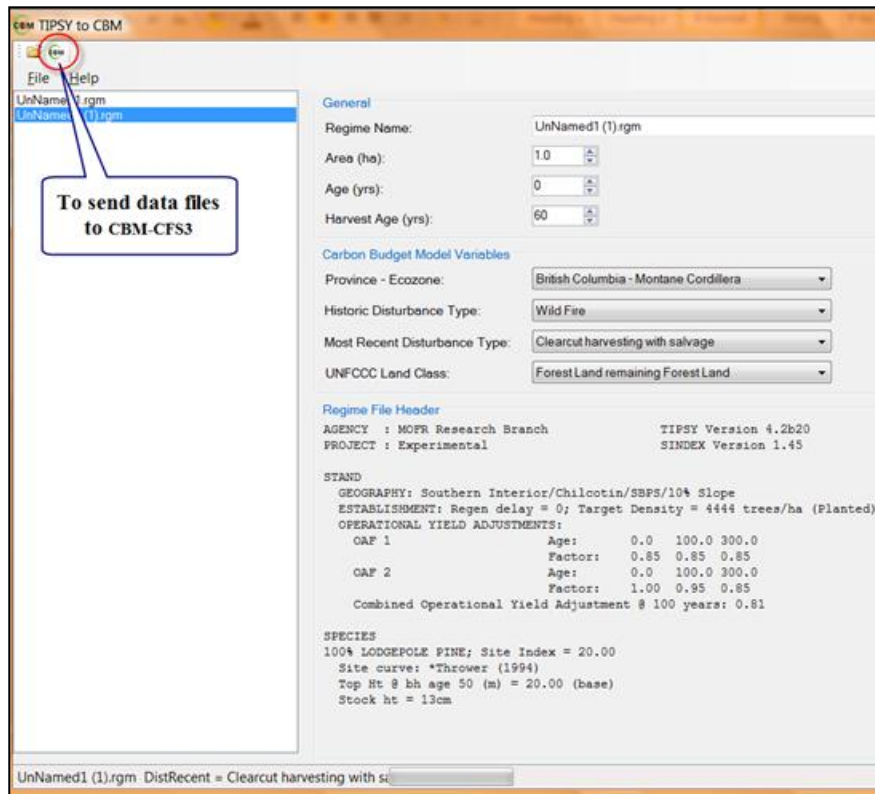 CBM TIPSY to CBM
CBM
File Help
UnName 1.rgm
UnName (1).rgm
To send data files
to CBM-CFS3
General
Regime Name: UnNamed1 (1).rgm
Area (ha): 1.0
Age (yrs): 0
Harvest Age (yrs): 60
Carbon Budget Model Variables
Province - Ecozone: British Columbia - Montane Cordillera
Historic Disturbance Type: Wild Fire
Most Recent Disturbance Type: Clearcut harvesting with salvage
UNFCCC Land Class: Forest Land remaining Forest Land
Regime File Header
AGENCY : MOFR Research Branch TIPSY Version 4.2b20
PROJECT : Experimental SINDEX Version 1.45
STAND
GEOGRAPHY: Southern Interior/Chilcotin/SBPS/10% Slope
ESTABLISHMENT: Regen delay = 0; Target Density = 4444 trees/ha (Planted)
OPERATIONAL YIELD ADJUSTMENTS:
OAF 1 Age: 0.0 100.0 300.0
Factor: 0.85 0.85 0.85
OAF 2 Age: 0.0 100.0 300.0
Factor: 1.00 0.95 0.85
Combined Operational Yield Adjustment @ 100 years: 0.81
SPECIES
100% LODGEPOLE PINE; Site Index = 20.00
Site curve: *Thrower (1994)
Top Ht @ bh age 50 (m) = 20.00 (base)
Stock ht = 13cm
UnNamed1 (1).rgm DistRecent = Clearcut harvesting with sa